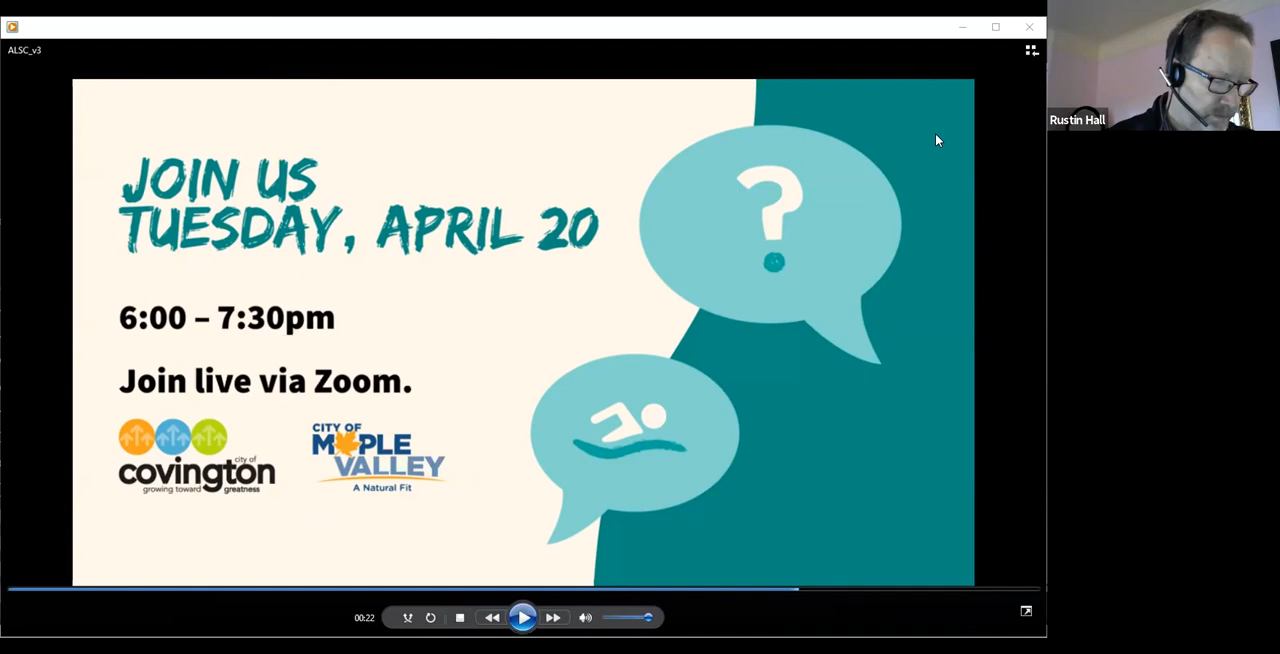 ALSC_v3
Rustin Hall
JOIN US
TUESDAY, APRIL 20
?
6:00 – 7:30pm
Join live via Zoom.
city of
covington
growing toward greatness
CITY OF
MAPLE
VALLEY
A Natural Fit
00:22